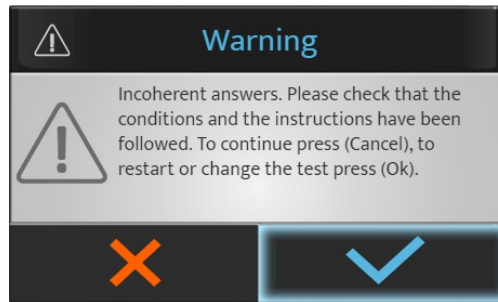 Warning
Incoherent answers. Please check that the
conditions and the instructions have been
followed. To continue press (Cancel), to
restart or change the test press (Ok).